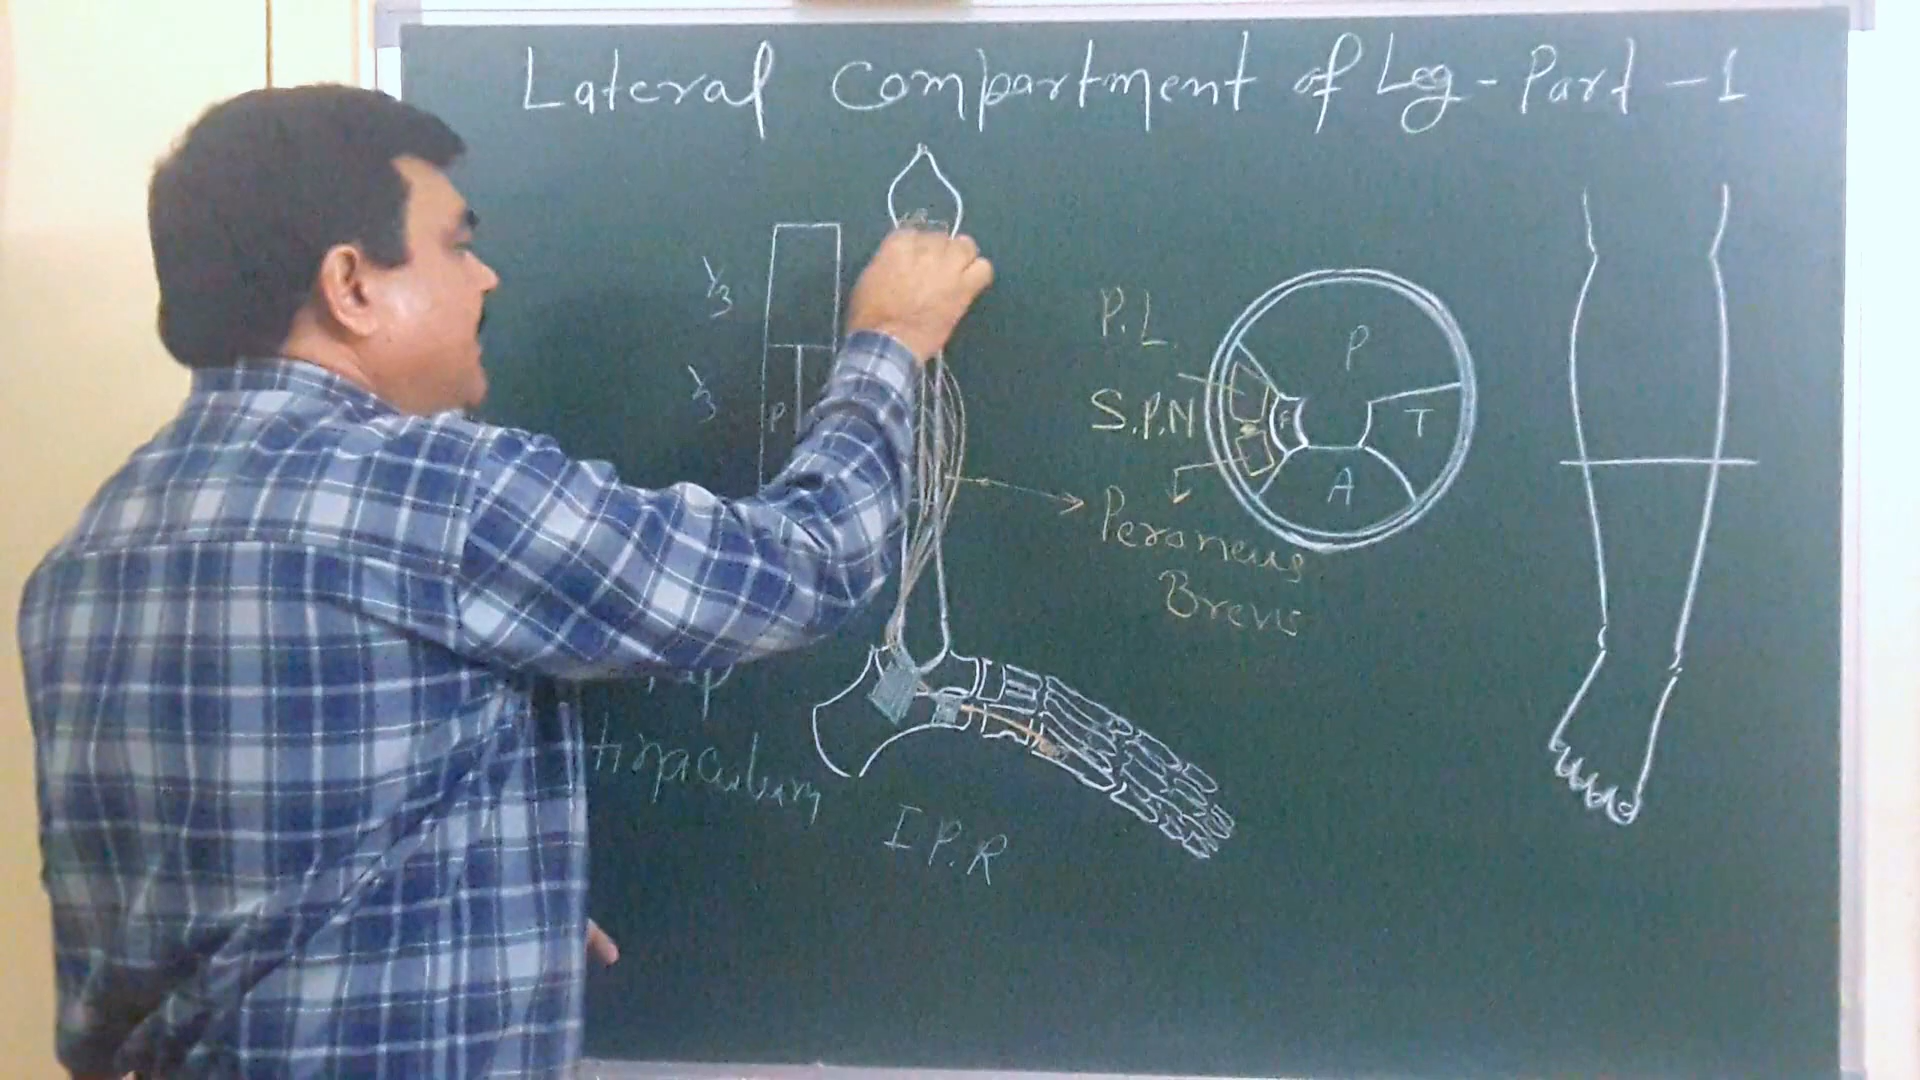 Lateral Compartment of Leg - Part - 1
1/3
1/3
P
P.L.
S.P.N
P
F
T
A
Peroneus
Brevis
I P.R